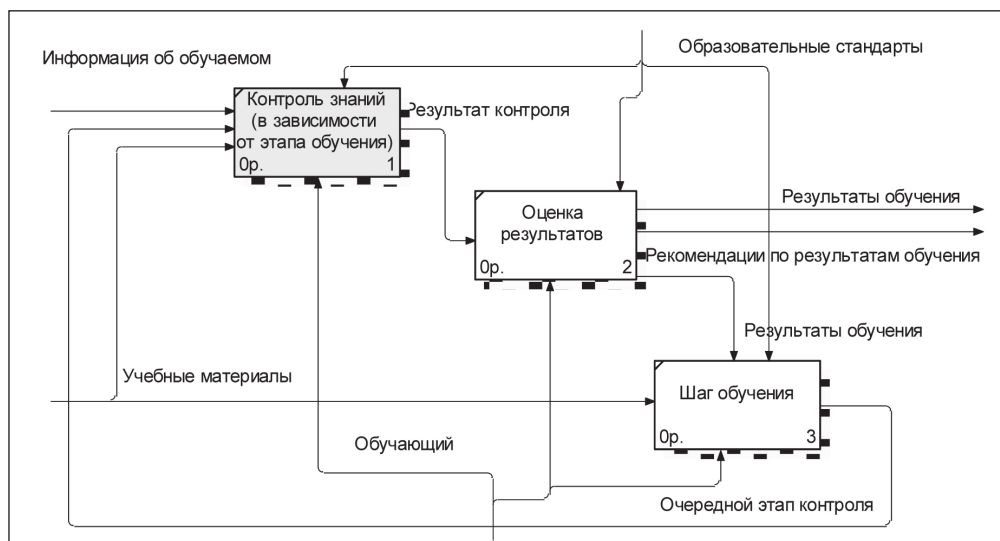 Образовательные стандарты
Информация об обучаемом
Контроль знаний
(в зависимости
от этапа обучения)
0р. 1
Результат контроля
Оценка
результатов
0р. 2
Результаты обучения
Рекомендации по результатам обучения
Результаты обучения
Учебные материалы
Шаг обучения
0р. 3
Обучающий
Очередной этап контроля